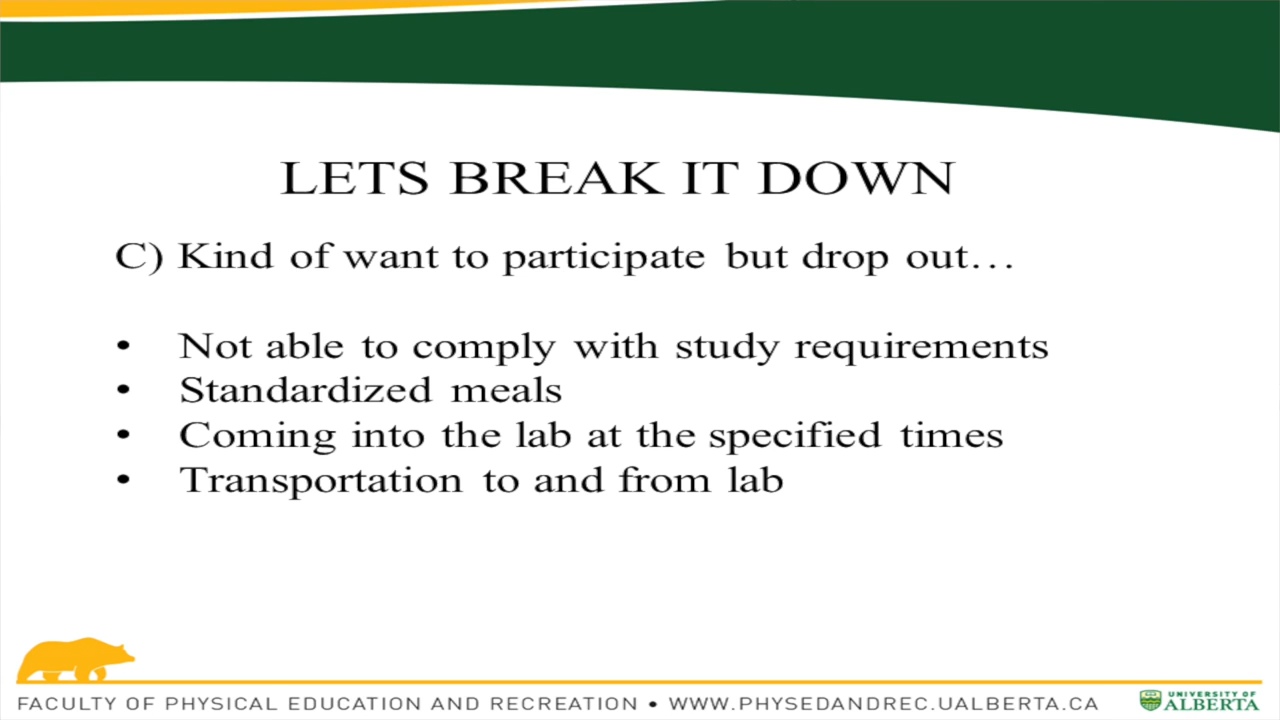 LETS BREAK IT DOWN
C) Kind of want to participate but drop out…
• Not able to comply with study requirements
• Standardized meals
• Coming into the lab at the specified times
• Transportation to and from lab
FACULTY OF PHYSICAL EDUCATION AND RECREATION • WWW.PHYSEDANDREC.UALBERTA.CA
UNIVERSITY OF
ALBERTA